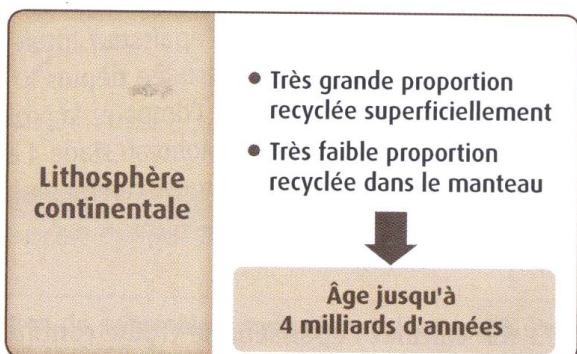 Lithosphère
continentale
● Très grande proportion
recyclée superficiellement
● Très faible proportion
recyclée dans le manteau
Âge jusqu'à
4 milliards d'années